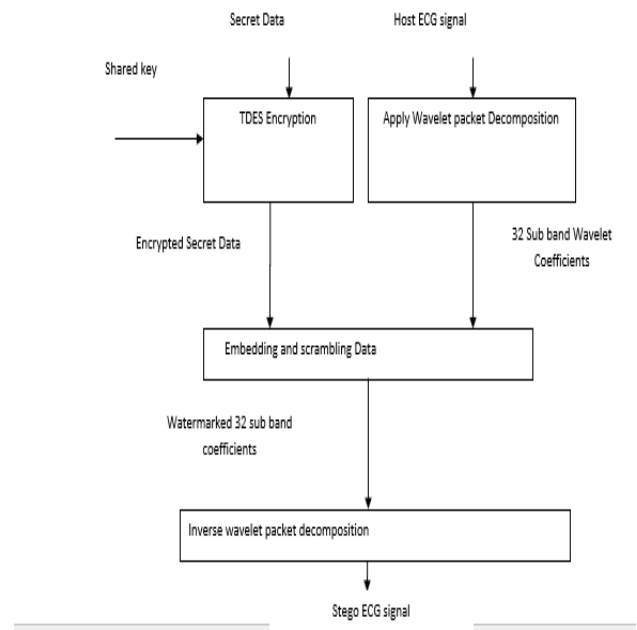 Secret Data
Host ECG signal
Shared key
TDES Encryption
Apply Wavelet packet Decomposition
Encrypted Secret Data
32 Sub band Wavelet
Coefficients
Embedding and scrambling Data
Watermarked 32 sub band
coefficients
Inverse wavelet packet decomposition
Stego ECG signal